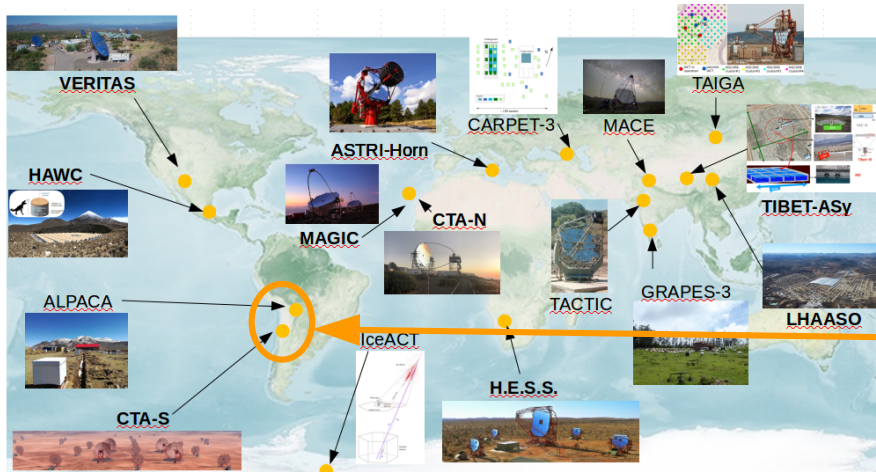 VERITAS
HAWC
ASTRI-Horn
CARPET-3
MACE
TAIGA
TIBET-ASγ
MAGIC
CTA-N
TACTIC
GRAPES-3
LHAASO
ALPACA
IceACT
CTA-S
H.E.S.S.